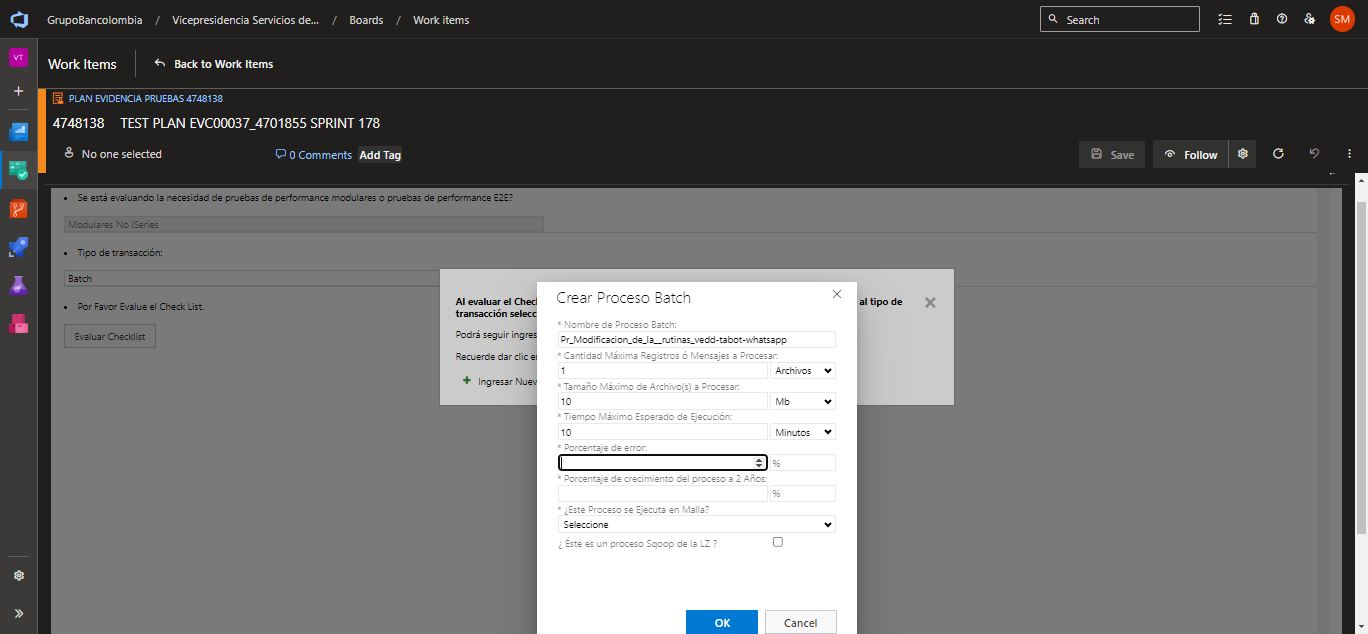 GrupoBancolombia / Vicepresidencia Servicios de... / Boards / Work items
Search
SM
VT
Work Items
Back to Work Items
PLAN EVIDENCIA PRUEBAS 4748138
4748138 TEST PLAN EVC00037_4701855 SPRINT 178
No one selected
0 Comments
Add Tag
Save
Follow
• Se está evaluando la necesidad de pruebas de performance modulares o pruebas de performance E2E?
Modulares No ISeries
• Tipo de transacción:
Batch
• Por Favor Evalue el Check List.
Evaluar Checklist
Al evaluar el Chec
al tipo de
transacción selecc
Podrá seguir ingres
Recuerde dar clic e
+ Ingresar Nuev
Crear Proceso Batch
* Nombre de Proceso Batch:
Pr_Modificacion_de_la__rutinas_vedd-tabot-whatsapp
* Cantidad Máxima Registros ó Mensajes a Procesar:
1 Archivos
* Tamaño Máximo de Archivo(s) a Procesar:
10 Mb
* Tiempo Máximo Esperado de Ejecución:
10 Minutos
* Porcentaje de error:
%
* Porcentaje de crecimiento del proceso a 2 Años:
%
* ¿Este Proceso se Ejecuta en Malla?
Seleccione
¿ Éste es un proceso Sqoop de la LZ ?
OK
Cancel